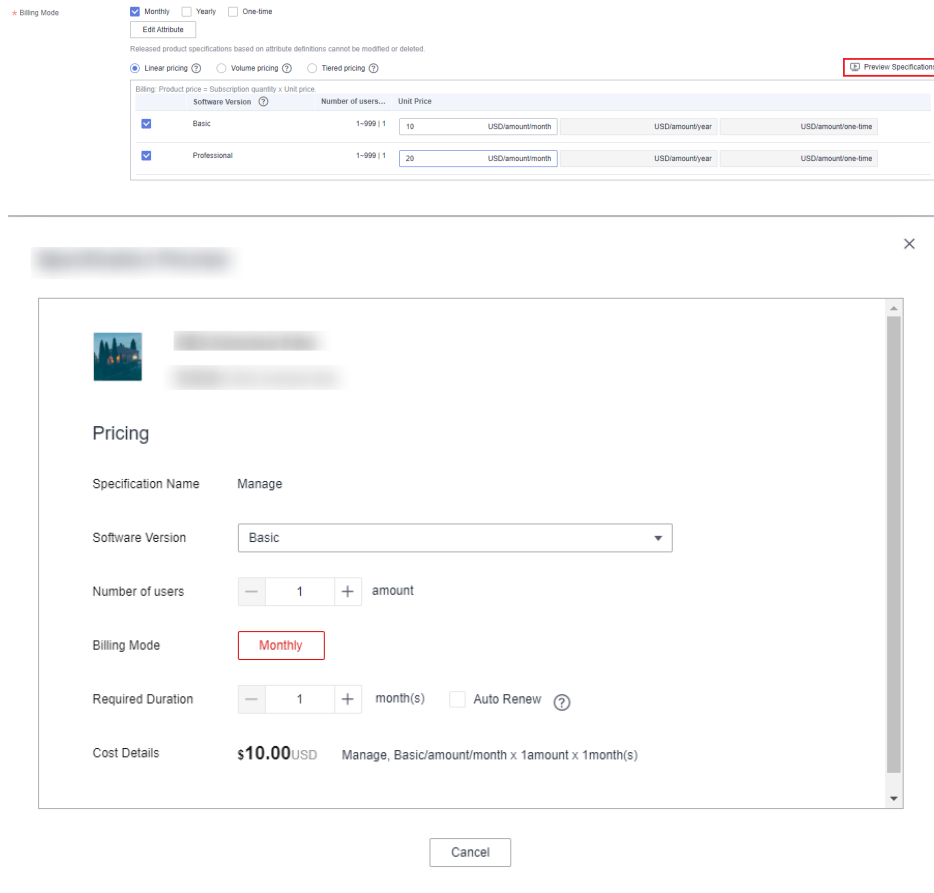 * Billing Mode
Monthly Yearly One-time
Edit Attribute
Released product specifications based on attribute definitions cannot be modified or deleted.
Linear pricing ? Volume pricing ? Tiered pricing ?
Preview Specifications
Billing: Product price = Subscription quantity x Unit price.
Software Version ? Number of users... Unit Price
Basic 1~999 | 1 10 USD/amount/month USD/amount/year USD/amount/one-time
Professional 1~999 | 1 20 USD/amount/month USD/amount/year USD/amount/one-time
Pricing
Specification Name Manage
Software Version Basic
Number of users 1 amount
Billing Mode Monthly
Required Duration 1 month(s) Auto Renew ?
Cost Details $10.00USD Manage, Basic/amount/month x 1amount x 1month(s)
Cancel